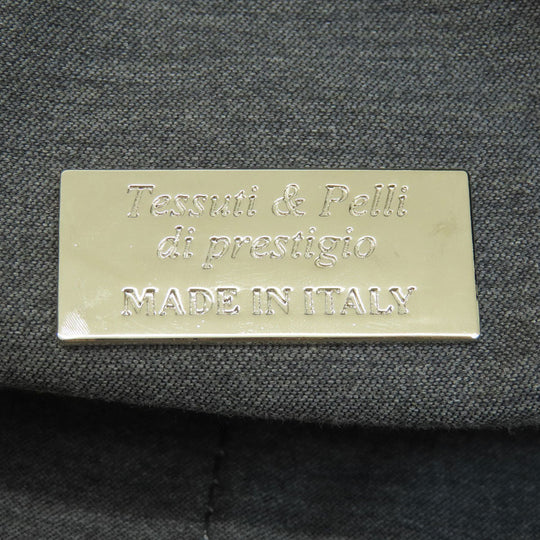 Tessuti & Pelli
di prestigio
MADE IN ITALY